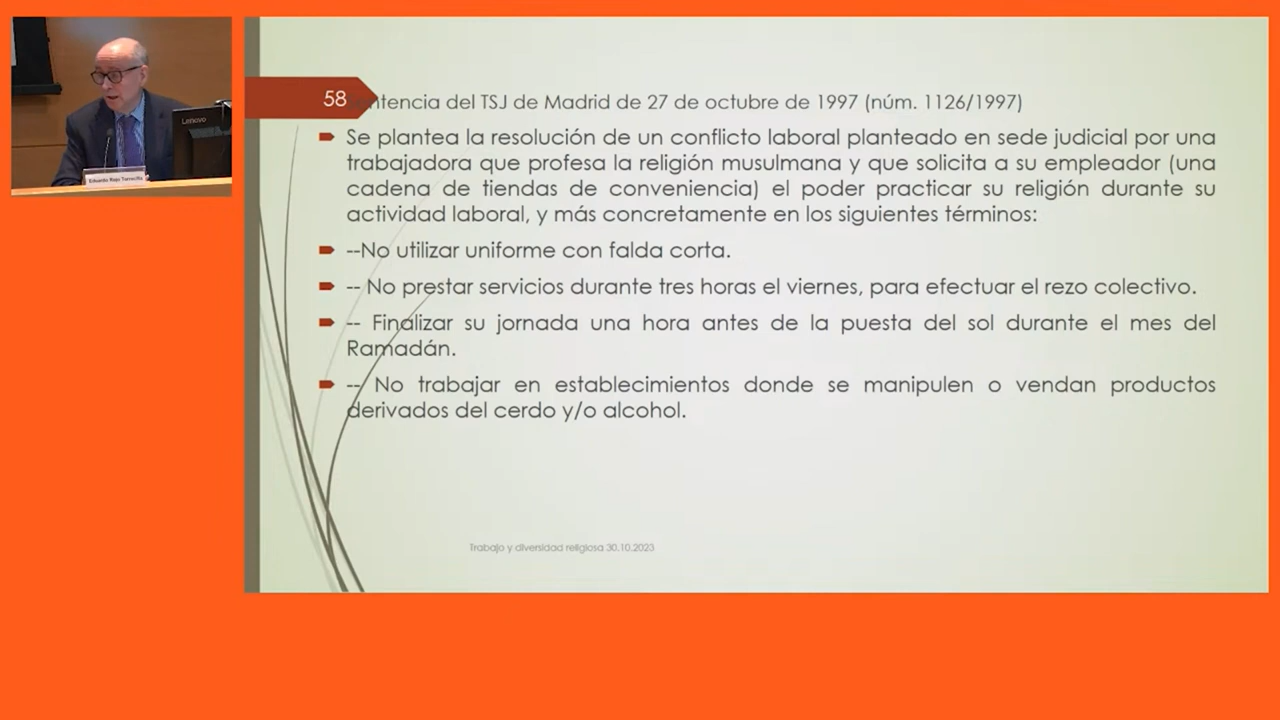 58
ntencia del TSJ de Madrid de 27 de octubre de 1997 (núm. 1126/1997)
Se plantea la resolución de un conflicto laboral planteado en sede judicial por una
trabajadora que profesa la religión musulmana y que solicita a su empleador (una
cadena de tiendas de conveniencia) el poder practicar su religión durante su
actividad laboral, y más concretamente en los siguientes términos:
--No utilizar uniforme con falda corta.
-- No prestar servicios durante tres horas el viernes, para efectuar el rezo colectivo.
-- Finalizar su jornada una hora antes de la puesta del sol durante el mes del
Ramadán.
-- No trabajar en establecimientos donde se manipulen o vendan productos
derivados del cerdo y/o alcohol.
Trabajo y diversidad religiosa 30.10.2023
Lenovo
Eduardo Rojo Torrecilla